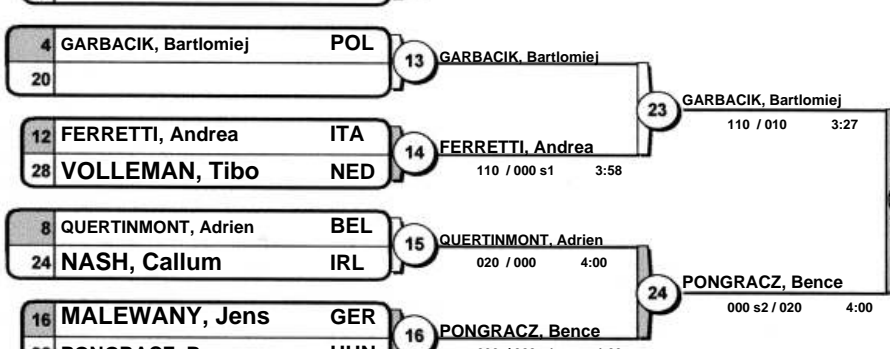 4 GARBACIK, Bartlomiej POL
20
13
GARBACIK, Bartlomiej
12 FERRETTI, Andrea ITA
28 VOLLEMAN, Tibo NED
14
FERRETTI, Andrea
110 / 000 s1 3:58
23
GARBACIK, Bartlomiej
110 / 010 3:27
8 QUERTINMONT, Adrien BEL
24 NASH, Callum IRL
15
QUERTINMONT, Adrien
020 / 000 4:00
16 MALEWANY, Jens GER
HUN
16
PONGRACZ, Bence
24
PONGRACZ, Bence
000 s2 / 020 4:00